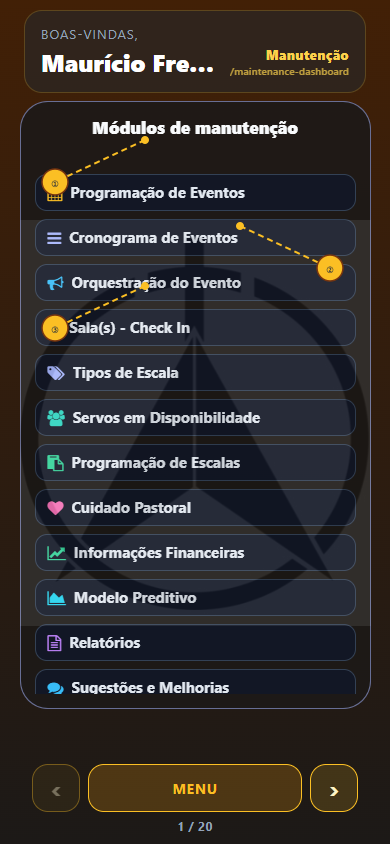 BOAS-VINDAS,
Maurício Fre...
Manutenção
/maintenance-dashboard
Módulos de manutenção
①
Programação de Eventos
Cronograma de Eventos
②
Orquestração do Evento
③
Sala(s) - Check In
Tipos de Escala
Servos em Disponibilidade
Programação de Escalas
Cuidado Pastoral
Informações Financeiras
Modelo Preditivo
Relatórios
Sugestões e Melhorias
‹
MENU
›
1 / 20